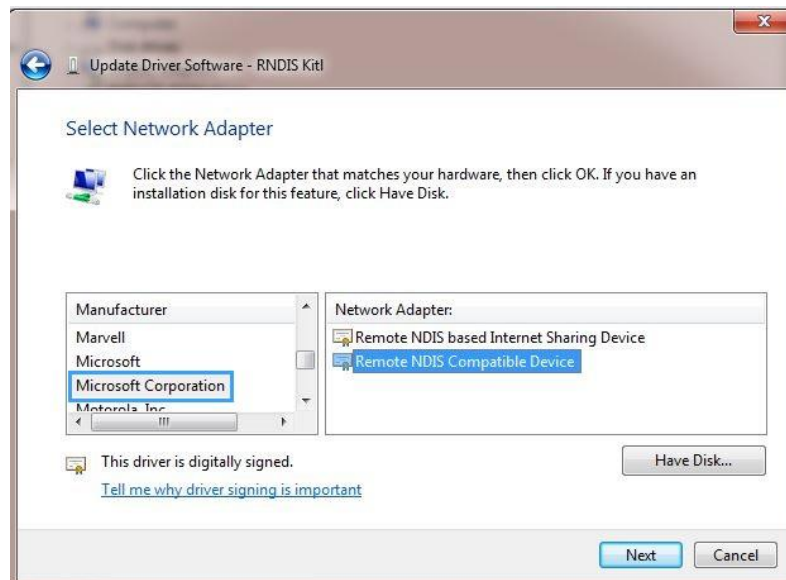 Update Driver Software - RNDIS Kitl
Select Network Adapter
Click the Network Adapter that matches your hardware, then click OK. If you have an
installation disk for this feature, click Have Disk.
Manufacturer
Marvell
Microsoft
Microsoft Corporation
Motorola, Inc.
Network Adapter:
Remote NDIS based Internet Sharing Device
Remote NDIS Compatible Device
This driver is digitally signed.
Tell me why driver signing is important
Have Disk...
Next
Cancel